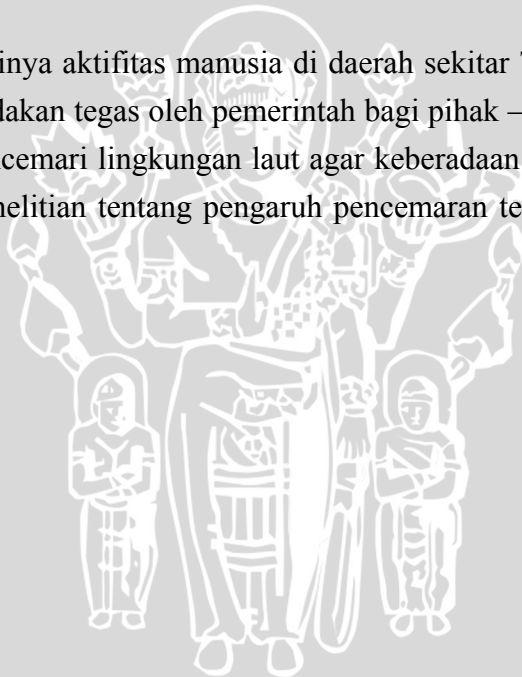 inya aktifitas manusia di daerah sekitar
dakan tegas oleh pemerintah bagi pihak –
cemari lingkungan laut agar keberadaan
nelitian tentang pengaruh pencemaran te